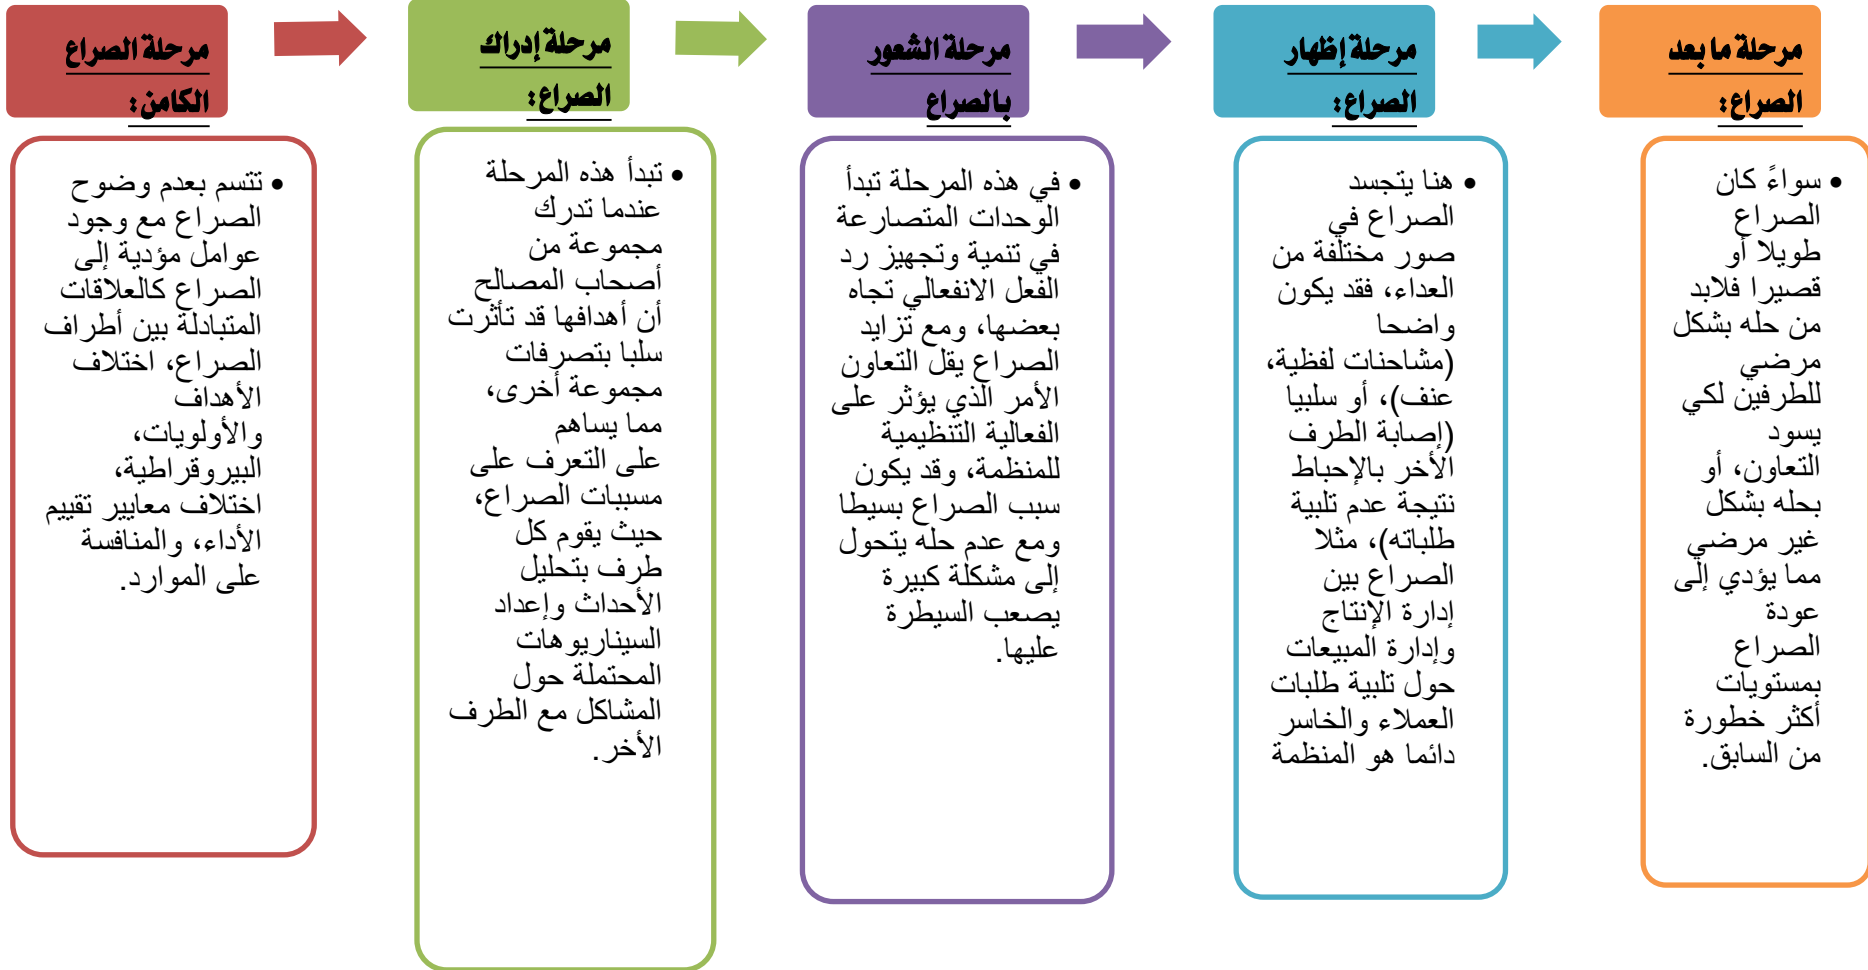 مرحلة الصراع
الكامن:
تتسم بعدم وضوح
الصراع مع وجود
عوامل مؤدية إلى
الصراع كالعلاقات
المتبادلة بين أطراف
الصراع، اختلاف
الأهداف
والأولويات،
البيروقراطية،
اختلاف معايير تقييم
الأداء، والمنافسة
على الموارد.
مرحلة إدراك
الصراع:
تبدأ هذه المرحلة
عندما تدرك
مجموعة من
أصحاب المصالح
أن أهدافها قد تأثرت
سلبا بتصرفات
مجموعة أخرى،
مما يساهم
على التعرف على
مسببات الصراع،
حيث يقوم كل
طرف بتحليل
الأحداث وإعداد
السيناريوهات
المحتملة حول
المشاكل مع الطرف
الأخر.
مرحلة الشعور
بالصراع
في هذه المرحلة تبدأ
الوحدات المتصارعة
في تنمية وتجهيز رد
الفعل الانفعالي تجاه
بعضها، ومع تزايد
الصراع يقل التعاون
الأمر الذي يؤثر على
الفعالية التنظيمية
للمنظمة، وقد يكون
سبب الصراع بسيطا
ومع عدم حله يتحول
إلى مشكلة كبيرة
يصعب السيطرة
عليها.
مرحلة إظهار
الصراع:
هنا يتجسد
الصراع في
صور مختلفة من
العداء، فقد يكون
واضحا
(مشاحنات لفظية،
عنف)، أو سلبيا
(إصابة الطرف
الأخر بالإحباط
نتيجة عدم تلبية
طلباته)، مثلا
الصراع بين
إدارة الإنتاج
وإدارة المبيعات
حول تلبية طلبات
العملاء والخاسر
دائما هو المنظمة
مرحلة ما بعد
الصراع:
سواءً كان
الصراع
طويلا أو
قصيرا فلابد
من حله بشكل
مرضي
للطرفين لكي
يسود
التعاون، أو
بحله بشكل
غير مرضي
مما يؤدي إلى
عودة
الصراع
بمستويات
أكثر خطورة
من السابق.